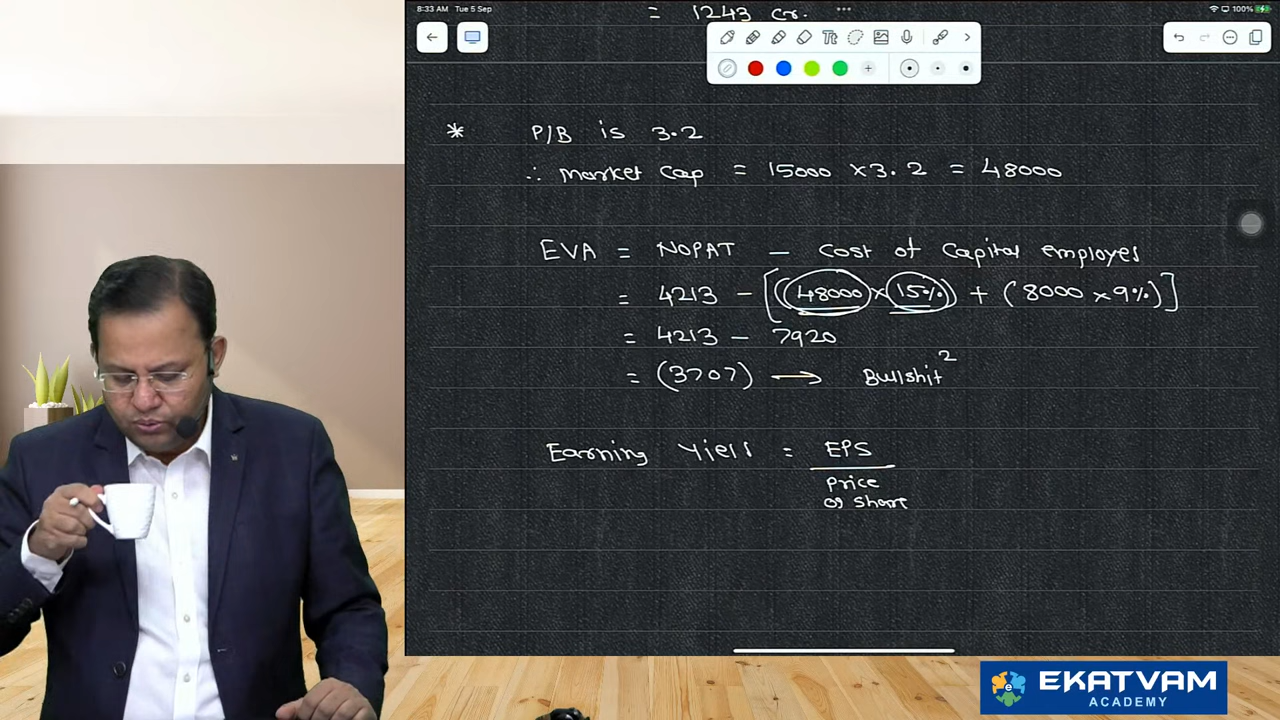 8:33 AM Tue 5 Sep
100%
= 1243 cr.
* P/B is 3.2
∴ Market Cap = 15000 × 3.2 = 48000
EVA = NOPAT - Cost of Capital employes
= 4213 - [(48000 × 15%) + (8000 × 9%)]
= 4213 - 7920
= (3707) → Bullshit²
Earning Yiell = EPS
price
of share
EKATVAM
ACADEMY